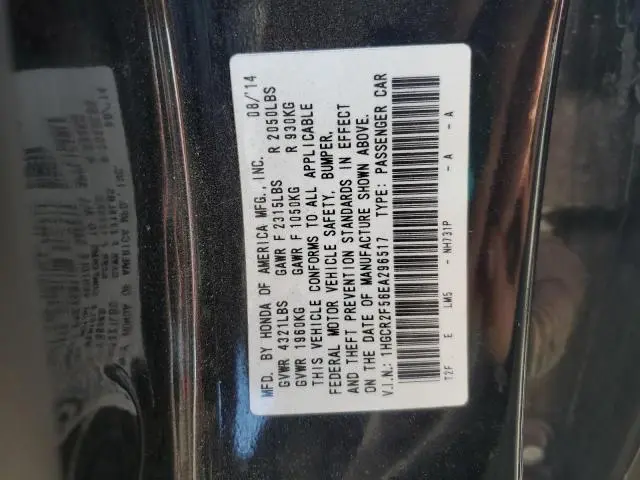 MFD. BY HONDA OF AMERICA MFG., INC. 08/'14
GVWR 4321LBS GAWR F 2315LBS R 2050LBS
GVWR 1960KG GAWR F 1050KG R 930KG
THIS VEHICLE CONFORMS TO ALL APPLICABLE
FEDERAL MOTOR VEHICLE SAFETY, BUMPER,
AND THEFT PREVENTION STANDARDS IN EFFECT
ON THE DATE OF MANUFACTURE SHOWN ABOVE.
V.I.N.: 1HGCR2F56EA296517 TYPE: PASSENGER CAR
T2F E LM5 - NH731P - A - A